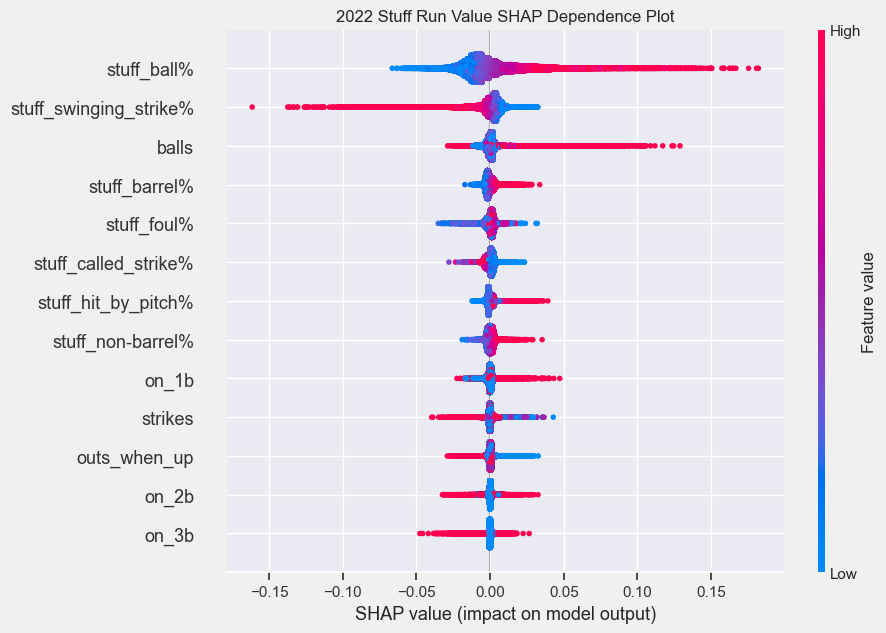 2022 Stuff Run Value SHAP Dependence Plot
High
stuff_ball%
stuff_swinging_strike%
balls
stuff_barrel%
stuff_foul%
stuff_called_strike%
stuff_hit_by_pitch%
stuff_non-barrel%
on_1b
strikes
outs_when_up
on_2b
on_3b
Feature value
Low
−0.15 −0.10 −0.05 0.00 0.05 0.10 0.15
SHAP value (impact on model output)